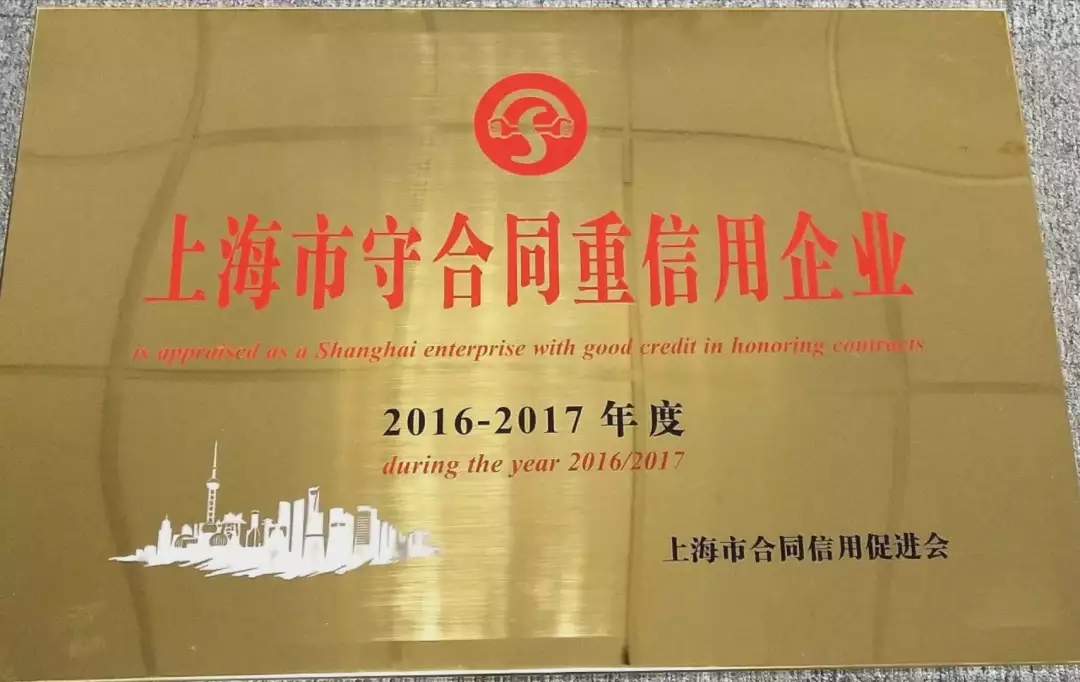 上海市守合同重信用企业
is appraised as a Shanghai enterprise with good credit in honoring contracts
2016-2017 年度
during the year 2016/2017
上海市合同信用促进会